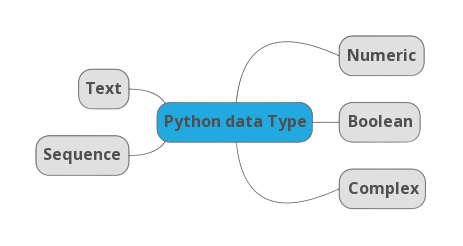 Numeric
Text
Python data Type
Boolean
Sequence
Complex